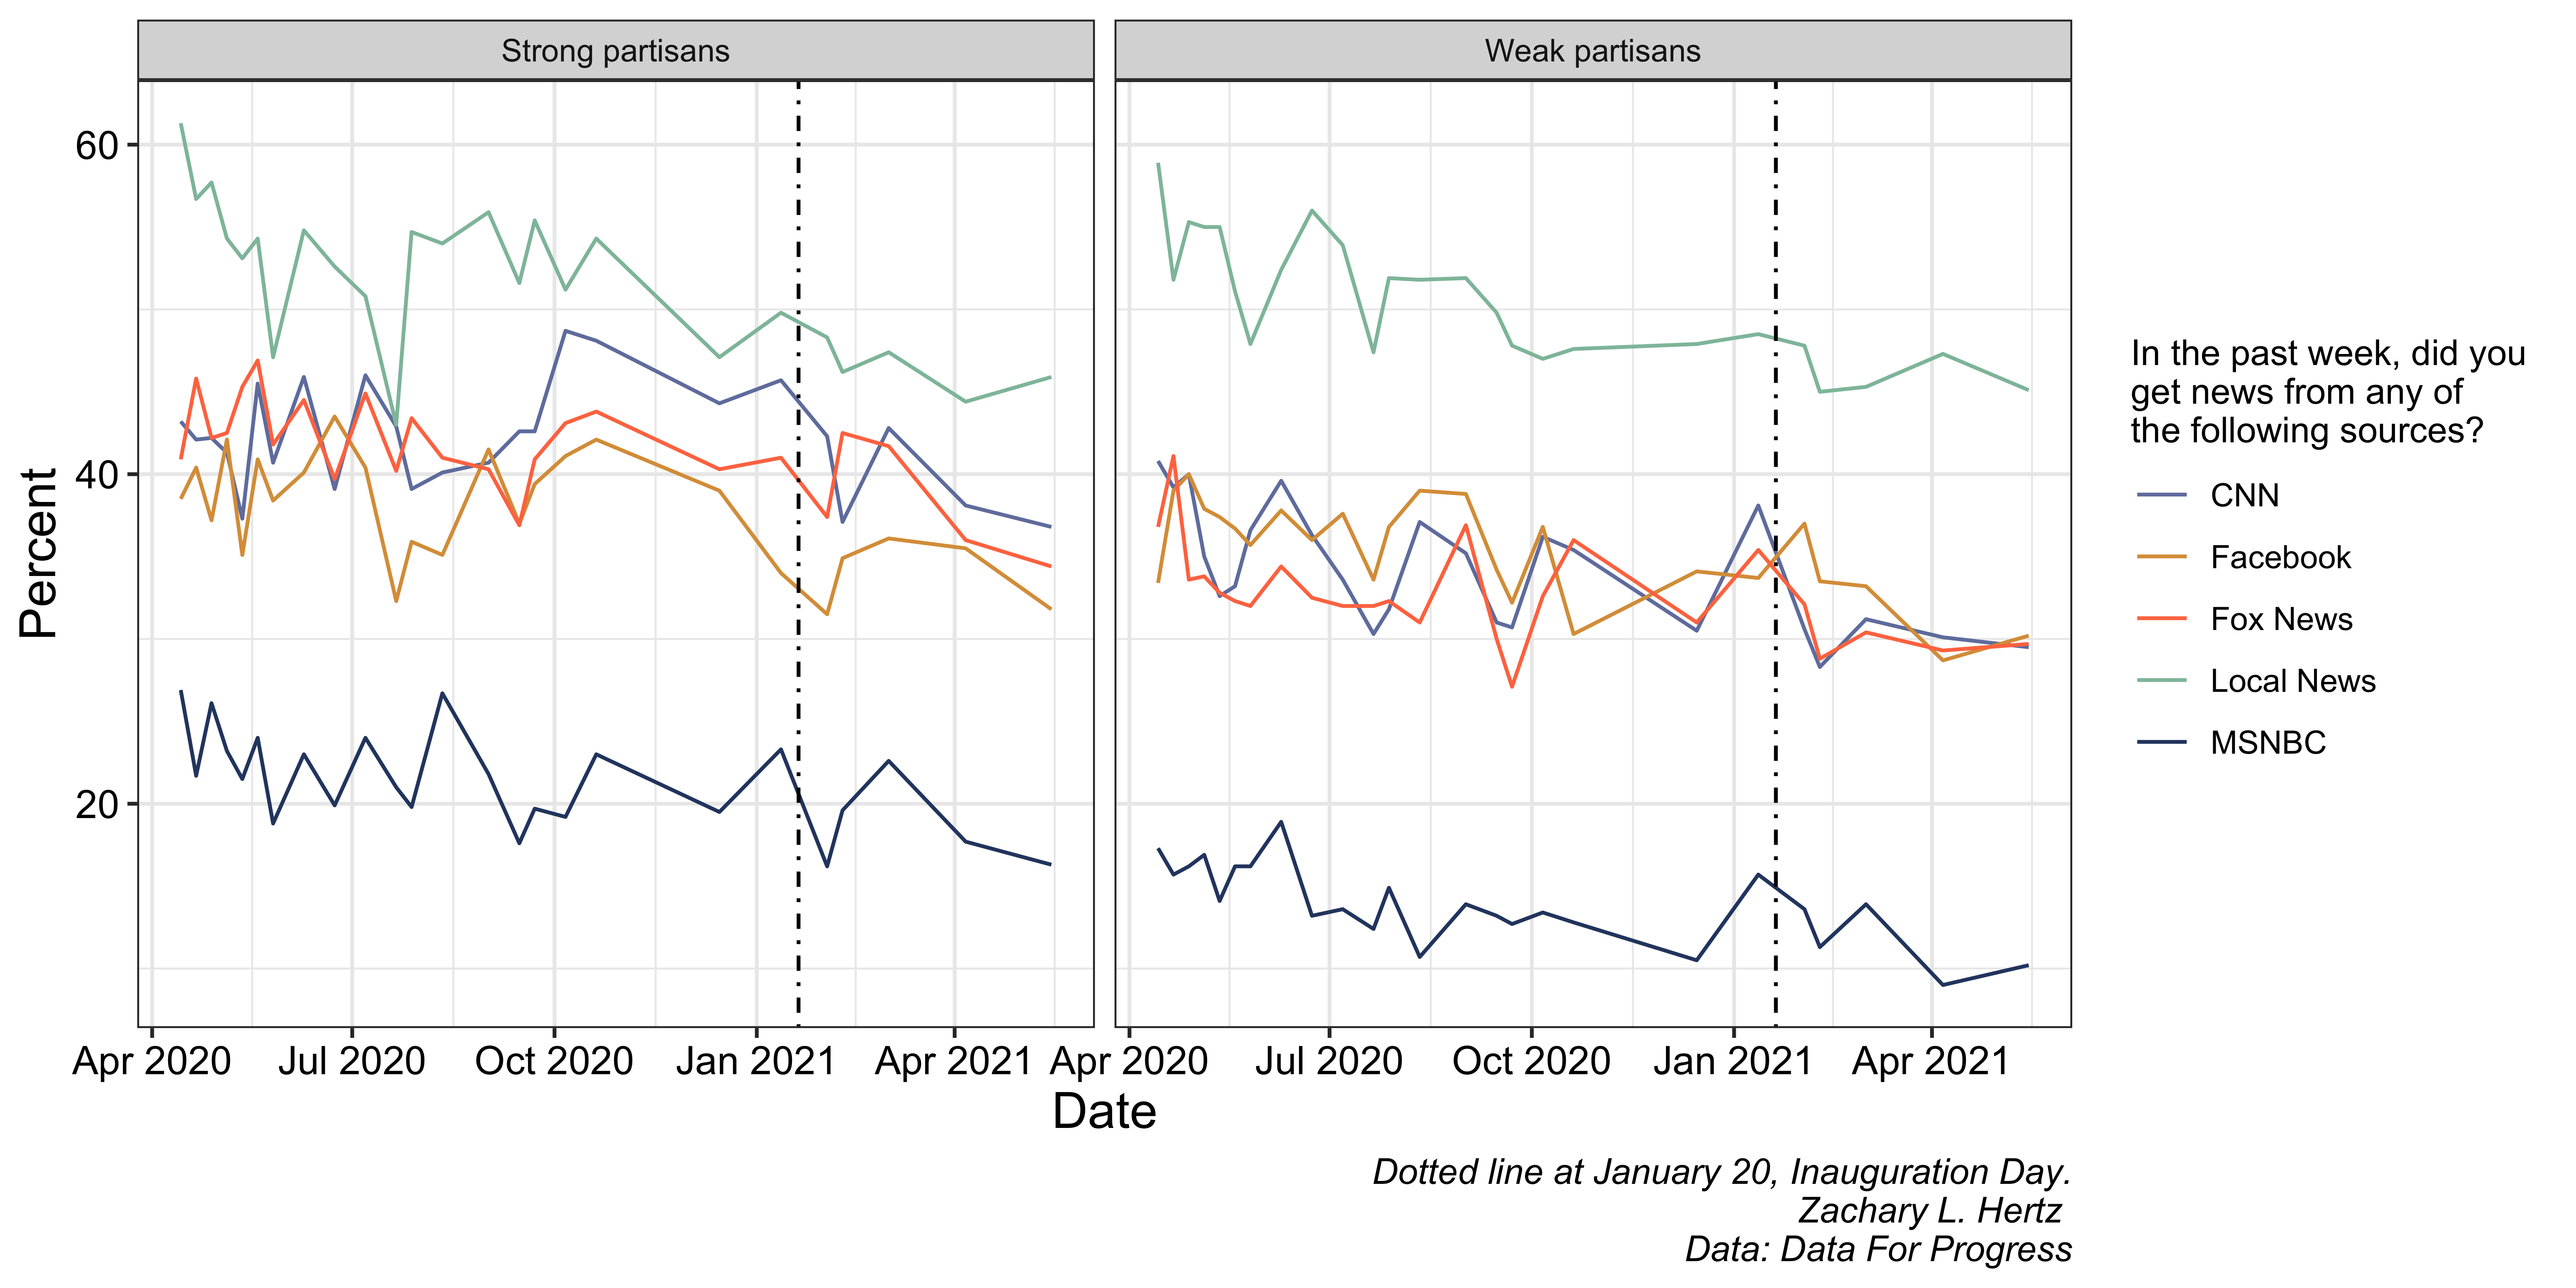 Strong partisans
Weak partisans
60
40
20
Percent
Apr 2020
Jul 2020
Oct 2020
Jan 2021
Apr 2021
Apr 2020
Jul 2020
Oct 2020
Jan 2021
Apr 2021
Date
In the past week, did you
get news from any of
the following sources?
CNN
Facebook
Fox News
Local News
MSNBC
Dotted line at January 20, Inauguration Day.
Zachary L. Hertz
Data: Data For Progress